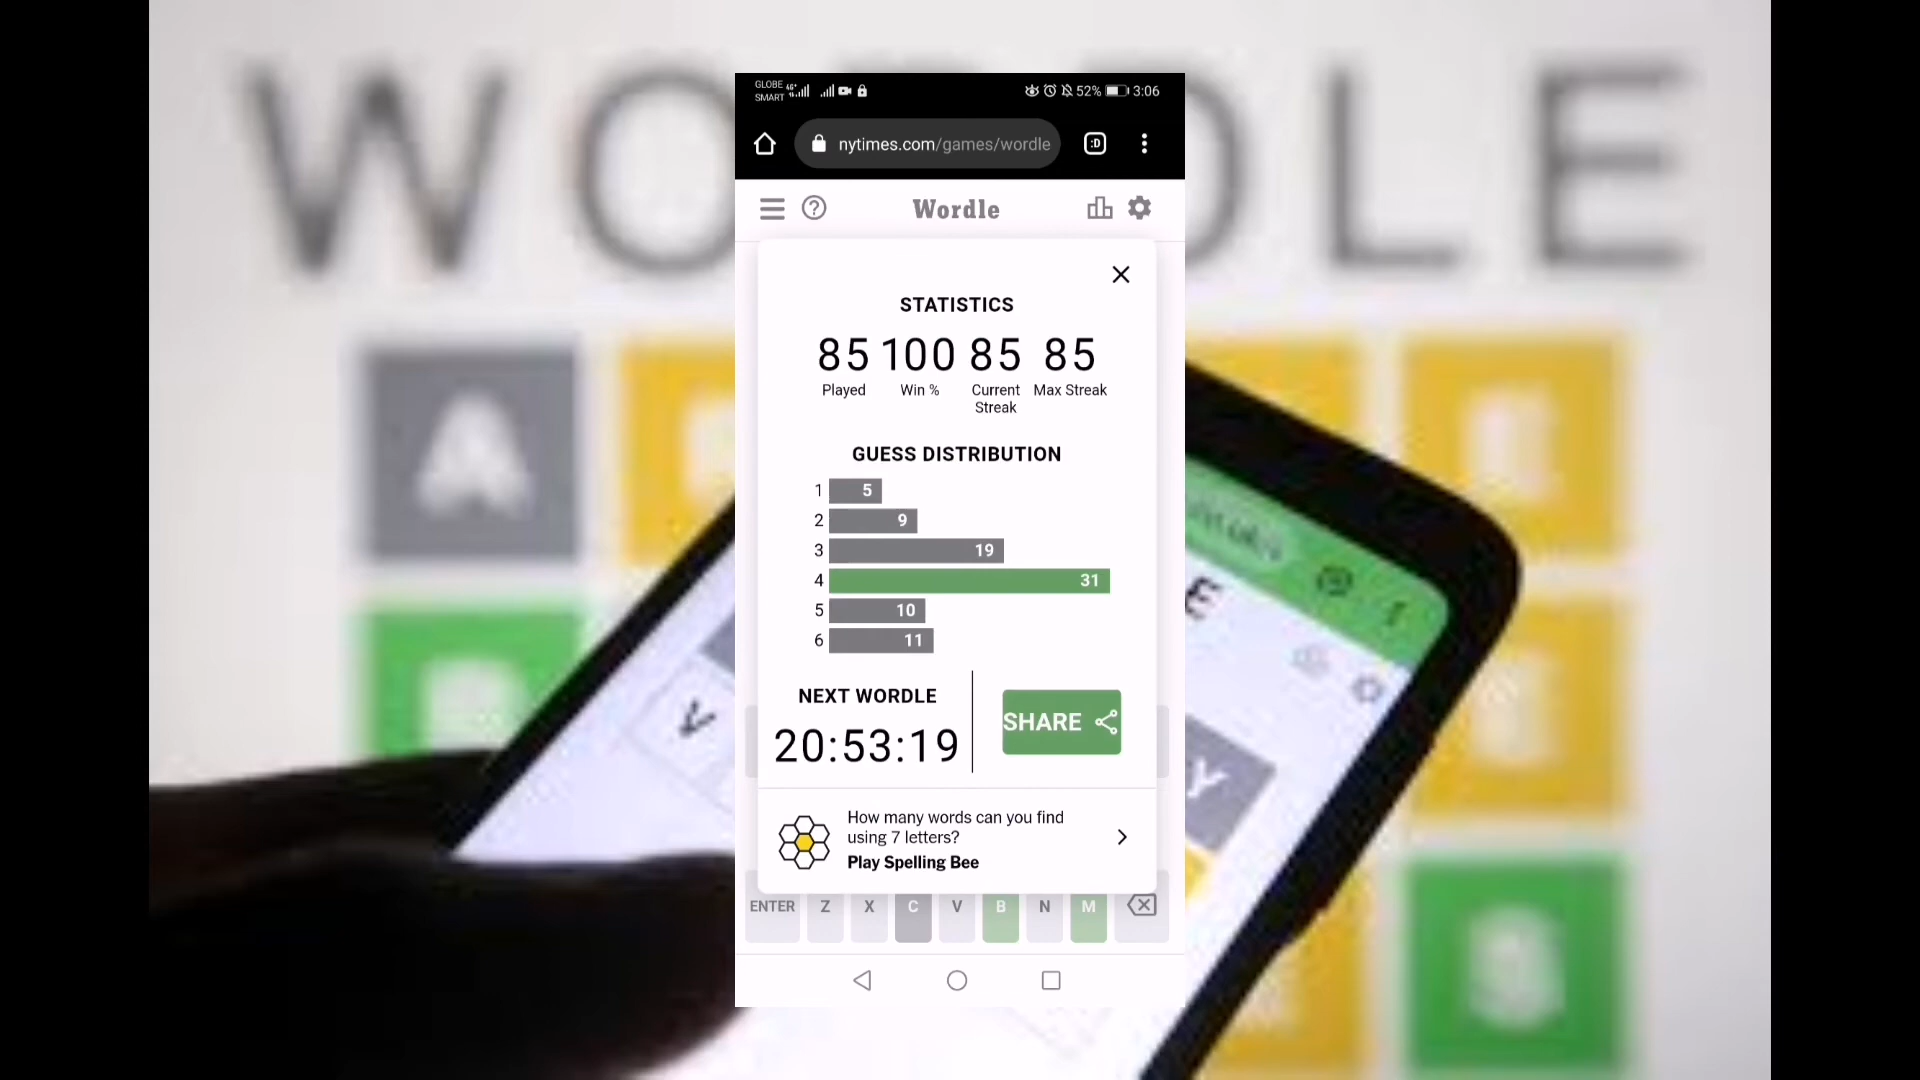 WORDLE
GLOBE
SMART
52% 3:06
nytimes.com/games/wordle
:D
Wordle
STATISTICS
85 100 85 85
Played Win % Current Streak Max Streak
GUESS DISTRIBUTION
1 5
2 9
3 19
4 31
5 10
6 11
NEXT WORDLE
20:53:19
SHARE
How many words can you find
using 7 letters?
Play Spelling Bee
ENTER Z X C V B N M
A
E
V
Y
S